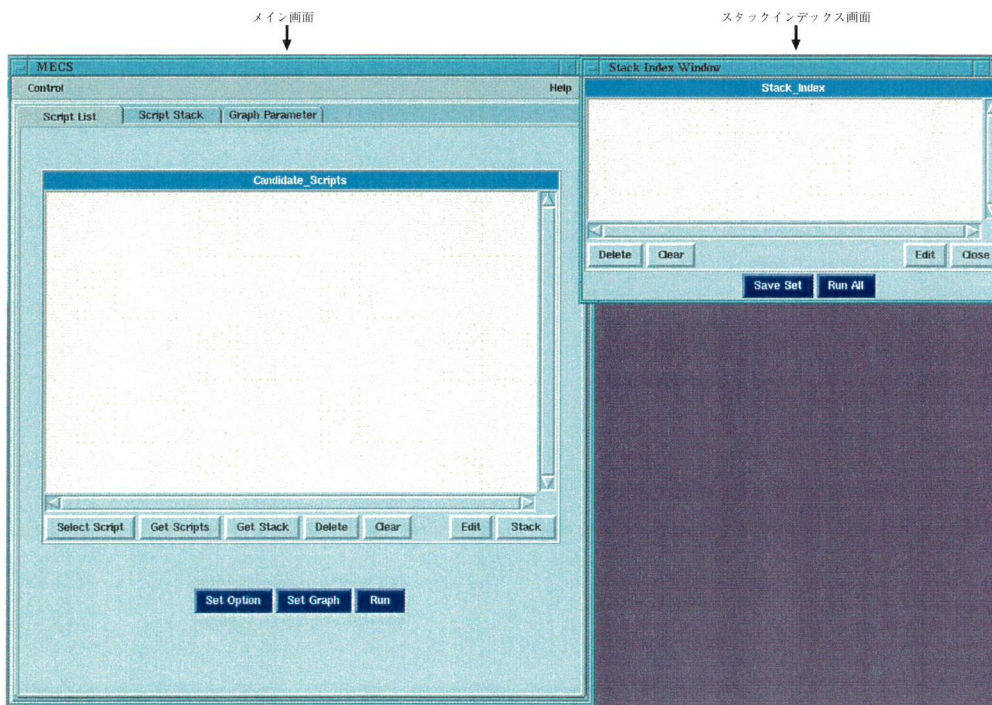 メイン画面
スタックインデックス画面
MECS
Control
Help
Script List
Script Stack
Graph Parameter
Candidate_Scripts
Select Script
Get Scripts
Get Stack
Delete
Clear
Edit
Stack
Set Option
Set Graph
Run
Stack Index Window
Stack_Index
Delete
Clear
Edit
Close
Save Set
Run All